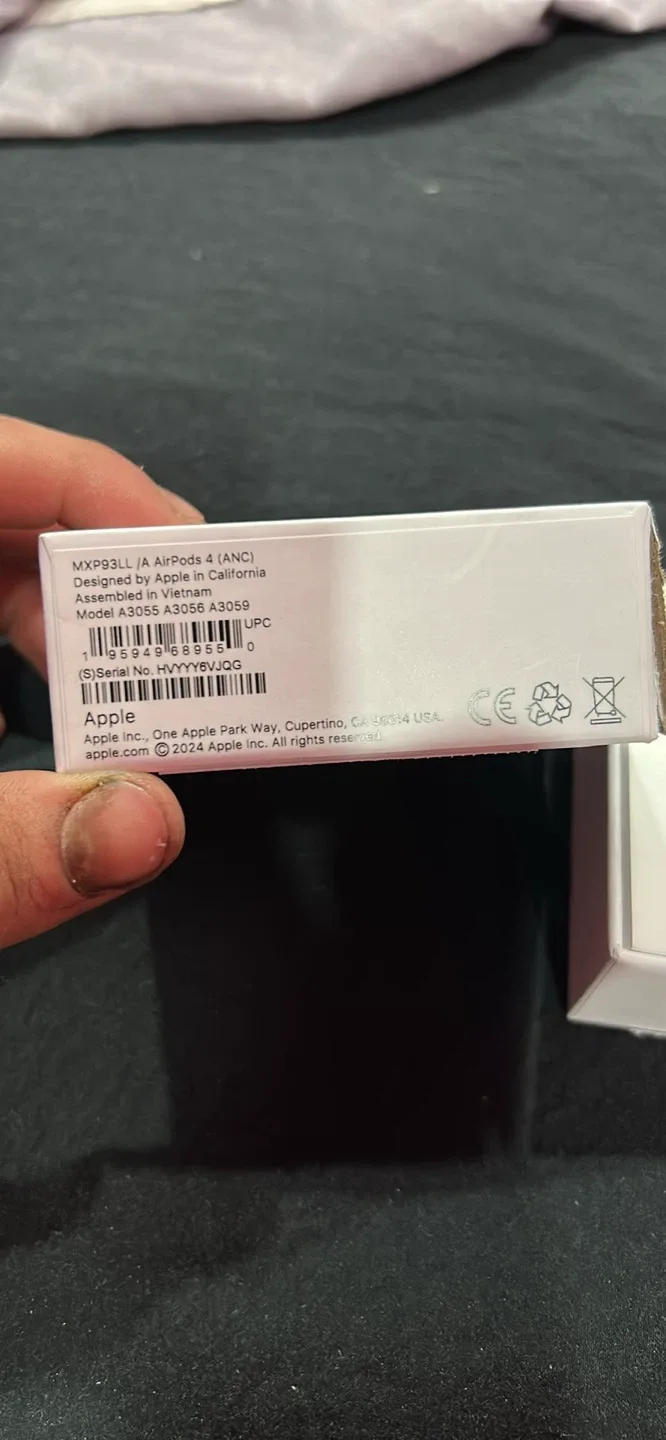 MXP93LL /A AirPods 4 (ANC)
Designed by Apple in California
Assembled in Vietnam
Model A3055 A3056 A3059
UPC
1 95949 68955 0
(S)Serial No. HVYYY6VJQG
Apple
Apple Inc., One Apple Park Way, Cupertino, CA 95014 USA.
apple.com ©2024 Apple Inc. All rights reserved.
CE